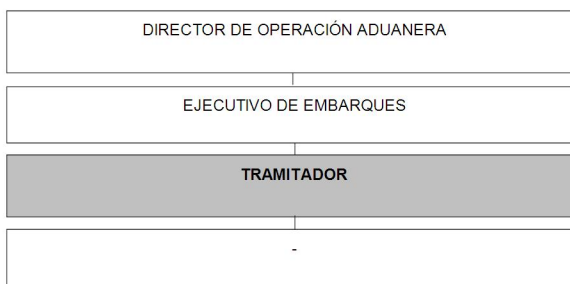 DIRECTOR DE OPERACIÓN ADUANERA
EJECUTIVO DE EMBARQUES
TRAMITADOR
-